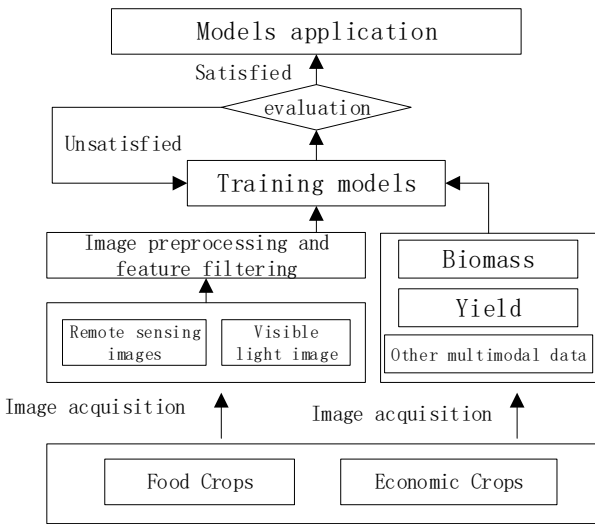 Models application
Satisfied
evaluation
Unsatisfied
Training models
Image preprocessing and
feature filtering
Biomass
Yield
Other multimodal data
Remote sensing
images
Visible
light image
Image acquisition
Image acquisition
Food Crops
Economic Crops